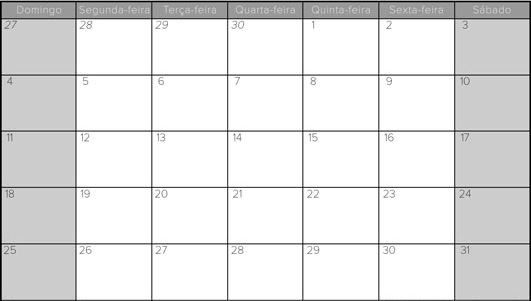 Domingo Segunda-feira Terça-feira Quarta-feira Quinta-feira Sexta-feira Sábado
27 28 29 30 1 2 3
4 5 6 7 8 9 10
11 12 13 14 15 16 17
18 19 20 21 22 23 24
25 26 27 28 29 30 31